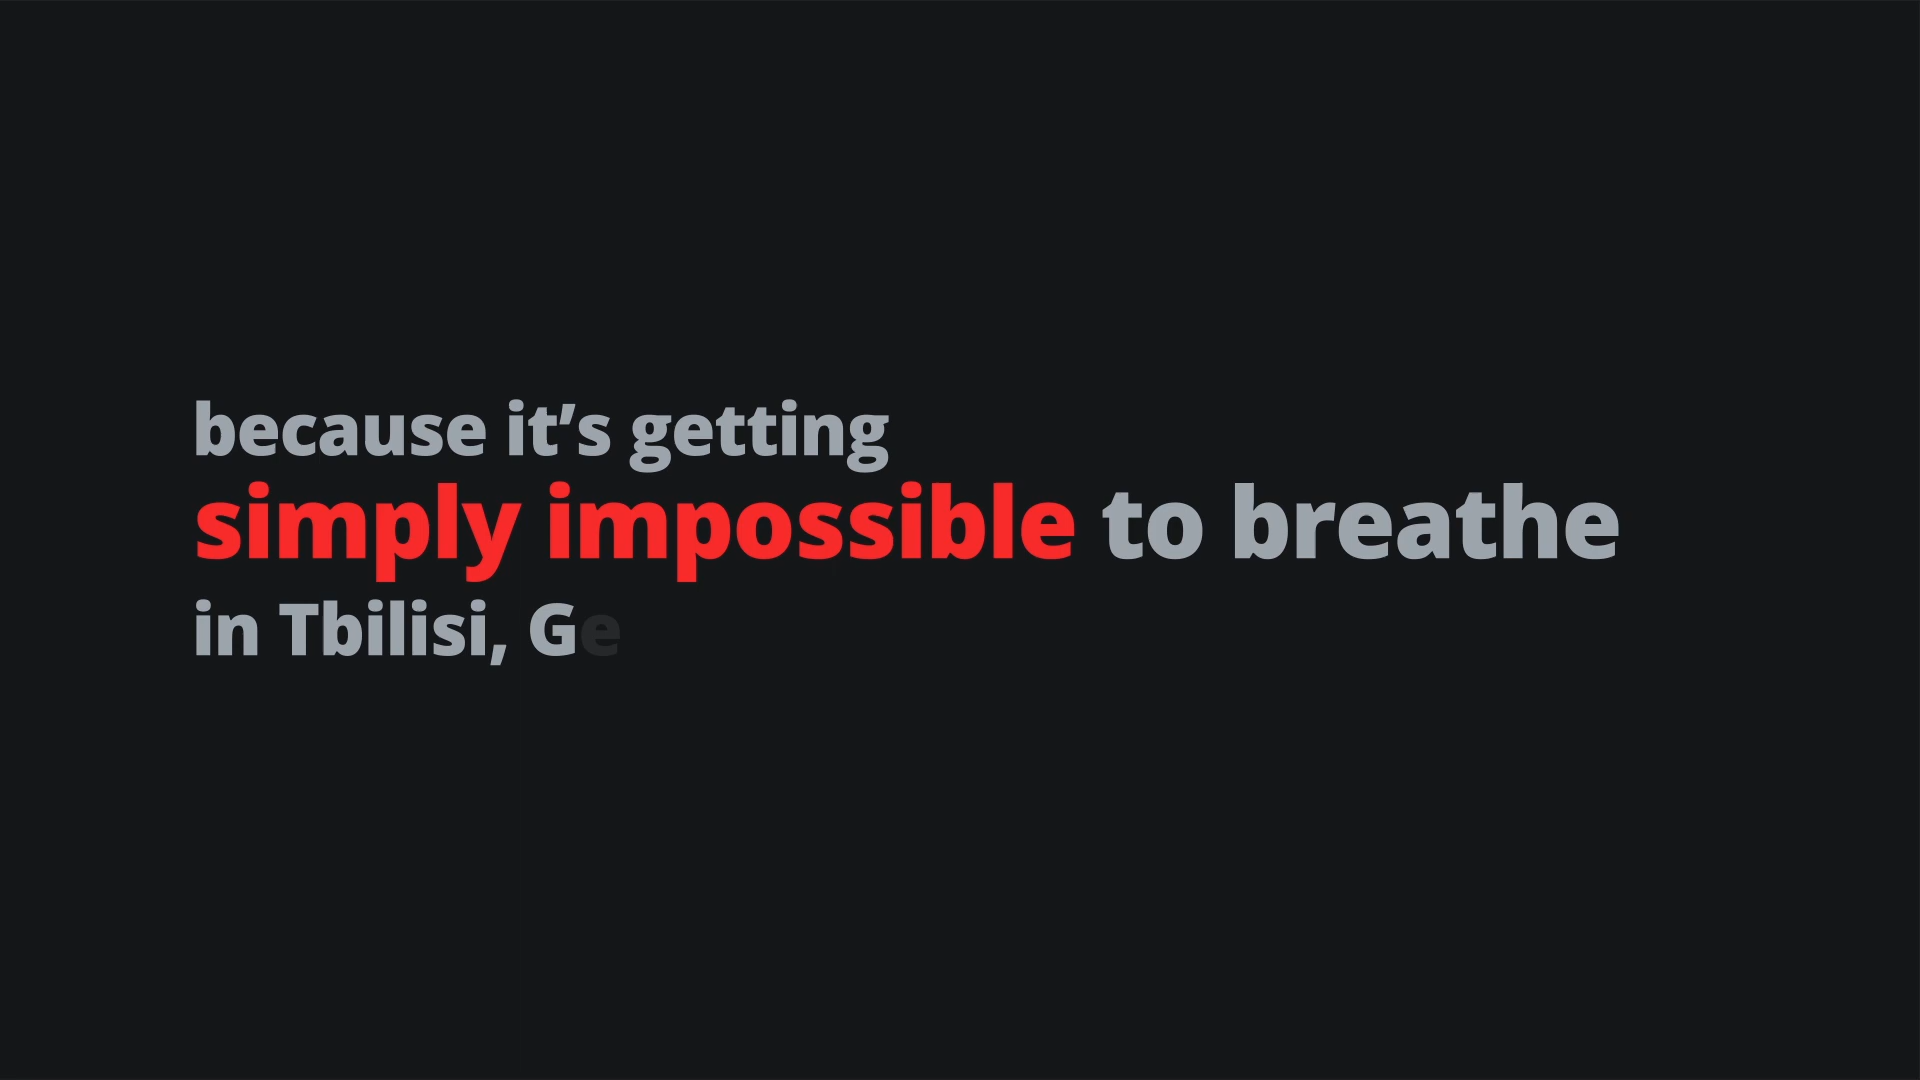 because it’s getting
simply impossible to breathe
in Tbilisi, Ge